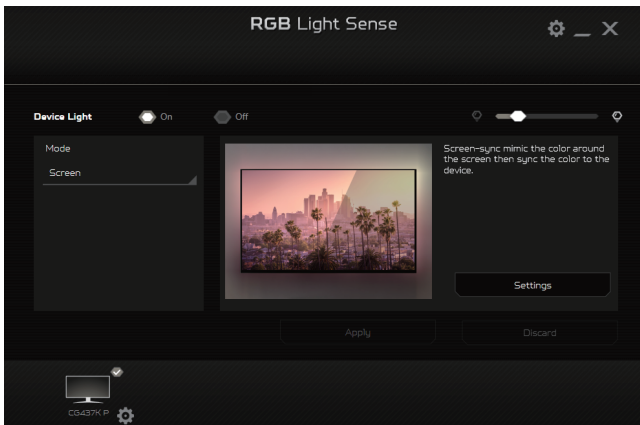 RGB Light Sense
Device Light On Off
Mode
Screen
Screen-sync mimic the color around
the screen then sync the color to the
device.
Settings
Apply Discard
CG437K P